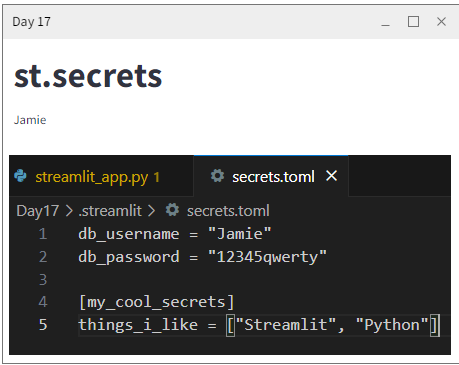 Day 17
st.secrets
Jamie
streamlit_app.py 1 secrets.toml
Day17 > .streamlit > secrets.toml
1 db_username = "Jamie"
2 db_password = "12345qwerty"
3
4 [my_cool_secrets]
5 things_i_like = ["Streamlit", "Python"]